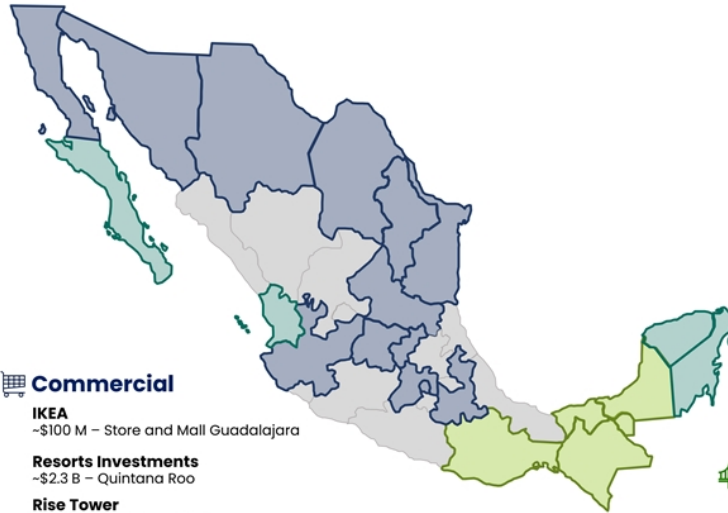 Commercial
IKEA
~$100 M – Store and Mall Guadalajara
Resorts Investments
~$2.3 B – Quintana Roo
Rise Tower